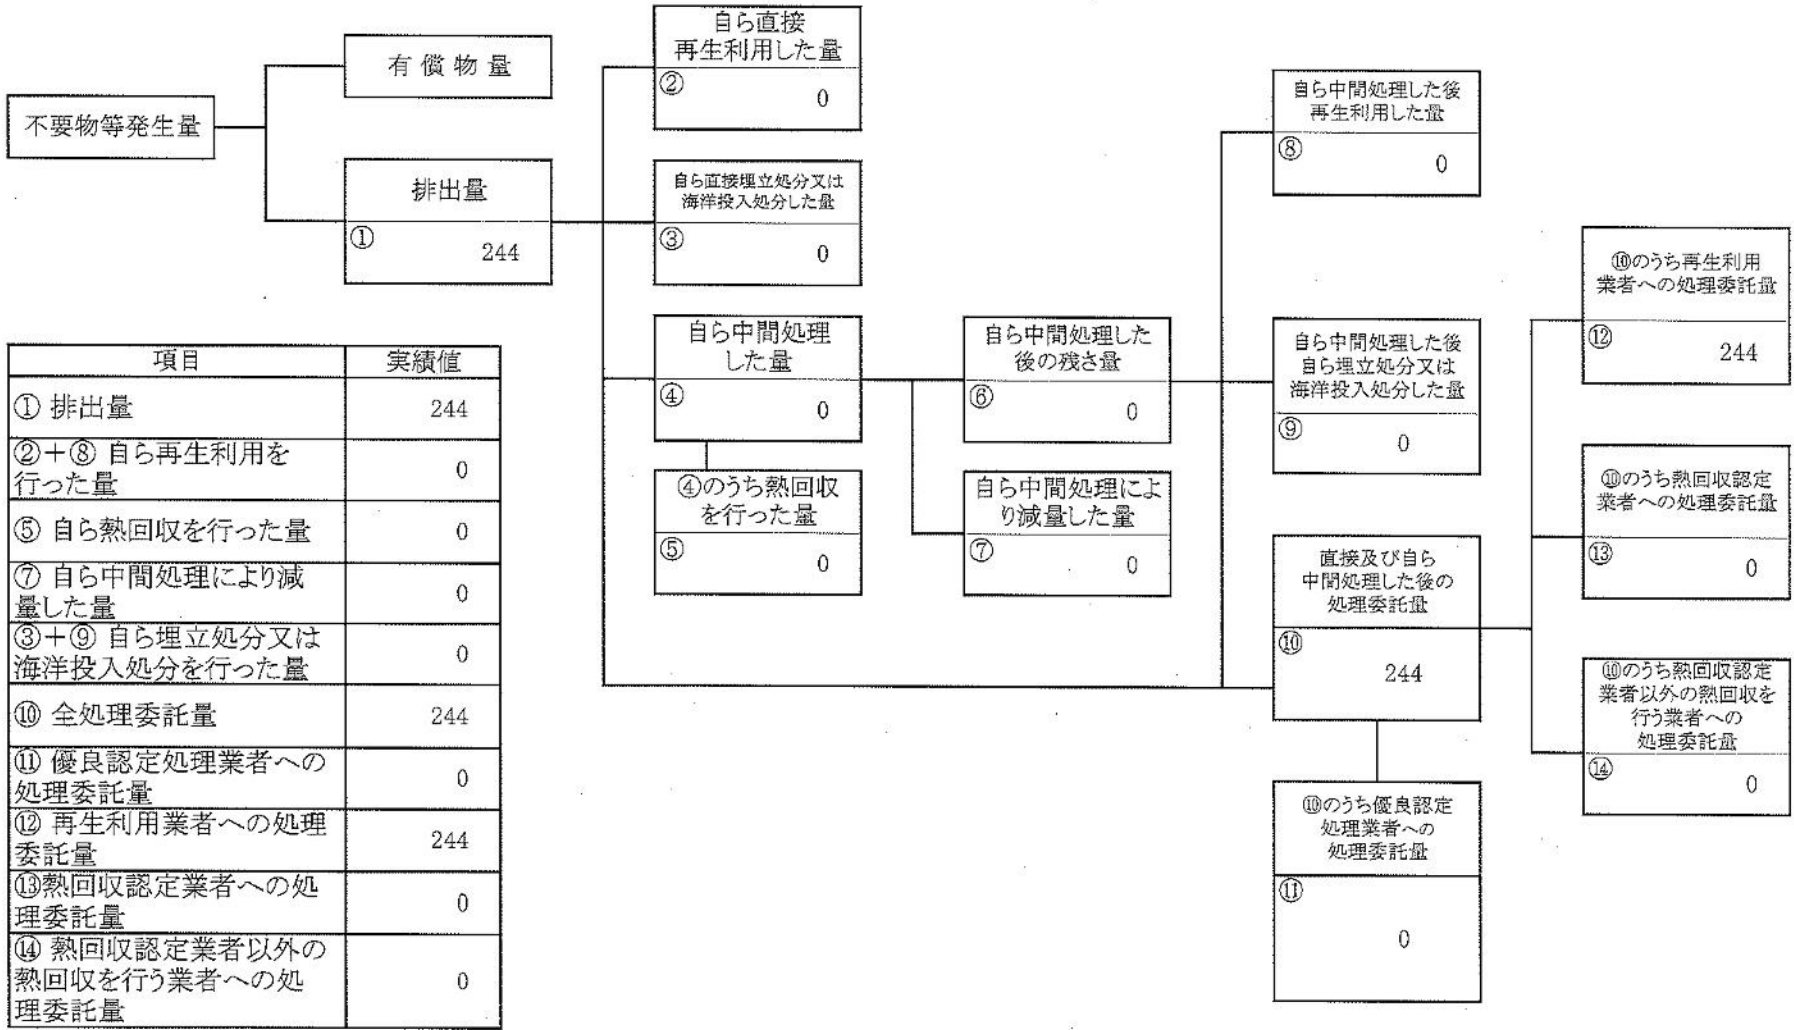 不要物等発生量
有償物量
排出量
①
244
自ら直接
再生利用した量
②
0
自ら直接埋立処分又は
海洋投入処分した量
③
0
自ら中間処理
した量
④
0
④のうち熱回収
を行った量
⑤
0
自ら中間処理した
後の残さ量
⑥
0
自ら中間処理によ
り減量した量
⑦
0
自ら中間処理した後
再生利用した量
⑧
0
自ら中間処理した後
自ら埋立処分又は
海洋投入処分した量
⑨
0
直接及び自ら
中間処理した後の
処理委託量
⑩
244
⑩のうち優良認定
処理業者への
処理委託量
⑪
0
⑩のうち再生利用
業者への処理委託量
⑫
244
⑩のうち熱回収認定
業者への処理委託量
⑬
0
⑩のうち熱回収認定
業者以外の熱回収を
行う業者への
処理委託量
⑭
0
項目 実績値
① 排出量 244
②+⑧ 自ら再生利用を
行った量 0
⑤ 自ら熱回収を行った量 0
⑦ 自ら中間処理により減
量した量 0
③+⑨ 自ら埋立処分又は
海洋投入処分を行った量 0
⑩ 全処理委託量 244
⑪ 優良認定処理業者への
処理委託量 0
⑫ 再生利用業者への処理
委託量 244
⑬熱回収認定業者への処
理委託量 0
⑭ 熱回収認定業者以外の
熱回収を行う業者への処
理委託量 0